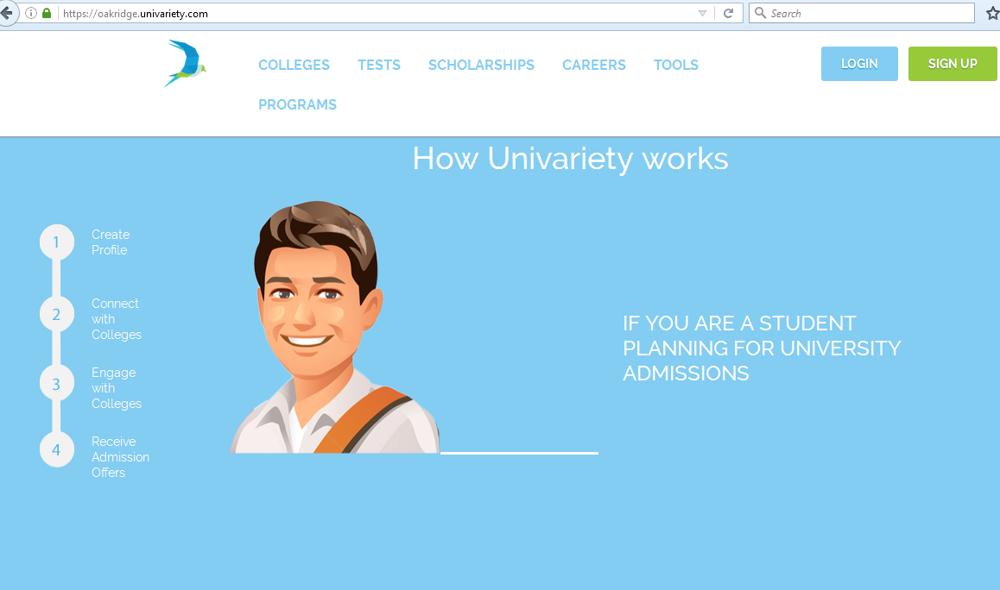 https://oakridge.univariety.com
Search
COLLEGES TESTS SCHOLARSHIPS CAREERS TOOLS
PROGRAMS
LOGIN SIGN UP
How Univariety works
1 Create
Profile
2 Connect
with
Colleges
3 Engage
with
Colleges
4 Receive
Admission
Offers
IF YOU ARE A STUDENT
PLANNING FOR UNIVERSITY
ADMISSIONS